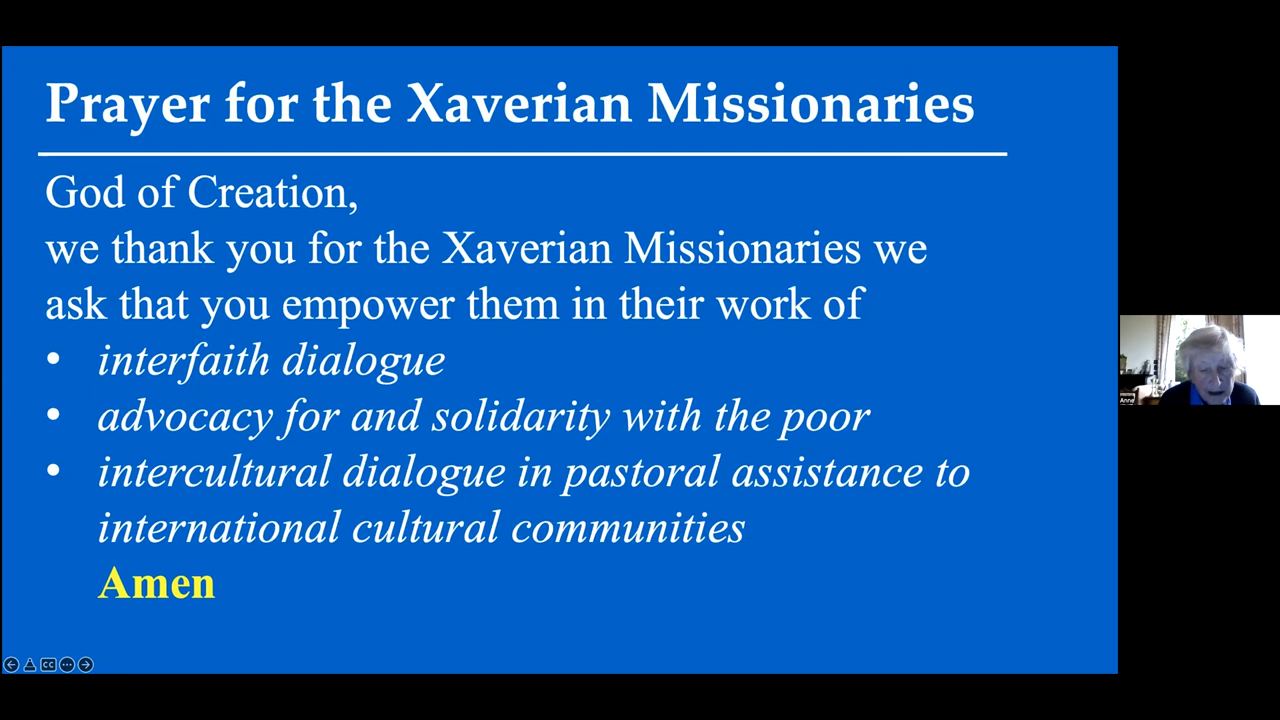 Prayer for the Xaverian Missionaries
God of Creation,
we thank you for the Xaverian Missionaries we
ask that you empower them in their work of
• interfaith dialogue
• advocacy for and solidarity with the poor
• intercultural dialogue in pastoral assistance to
international cultural communities
Amen
CC
Anne